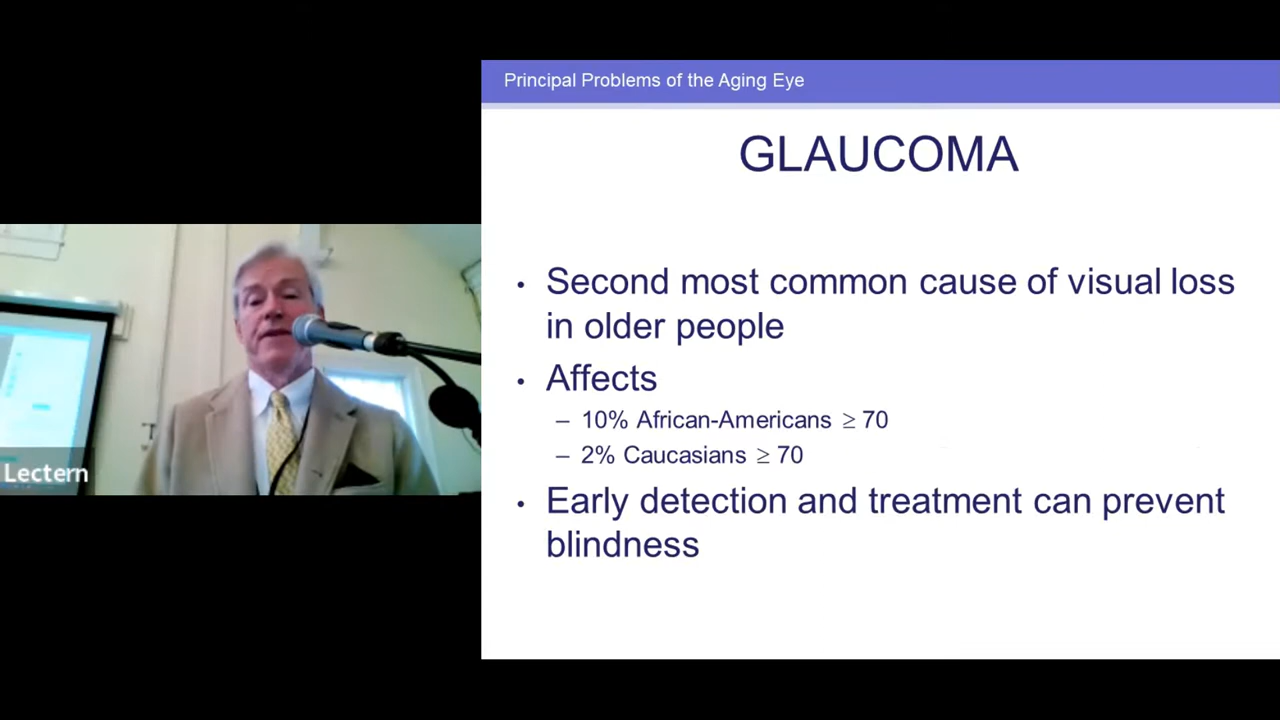 Principal Problems of the Aging Eye
GLAUCOMA
• Second most common cause of visual loss
in older people
• Affects
– 10% African-Americans ≥ 70
– 2% Caucasians ≥ 70
• Early detection and treatment can prevent
blindness
Lectern